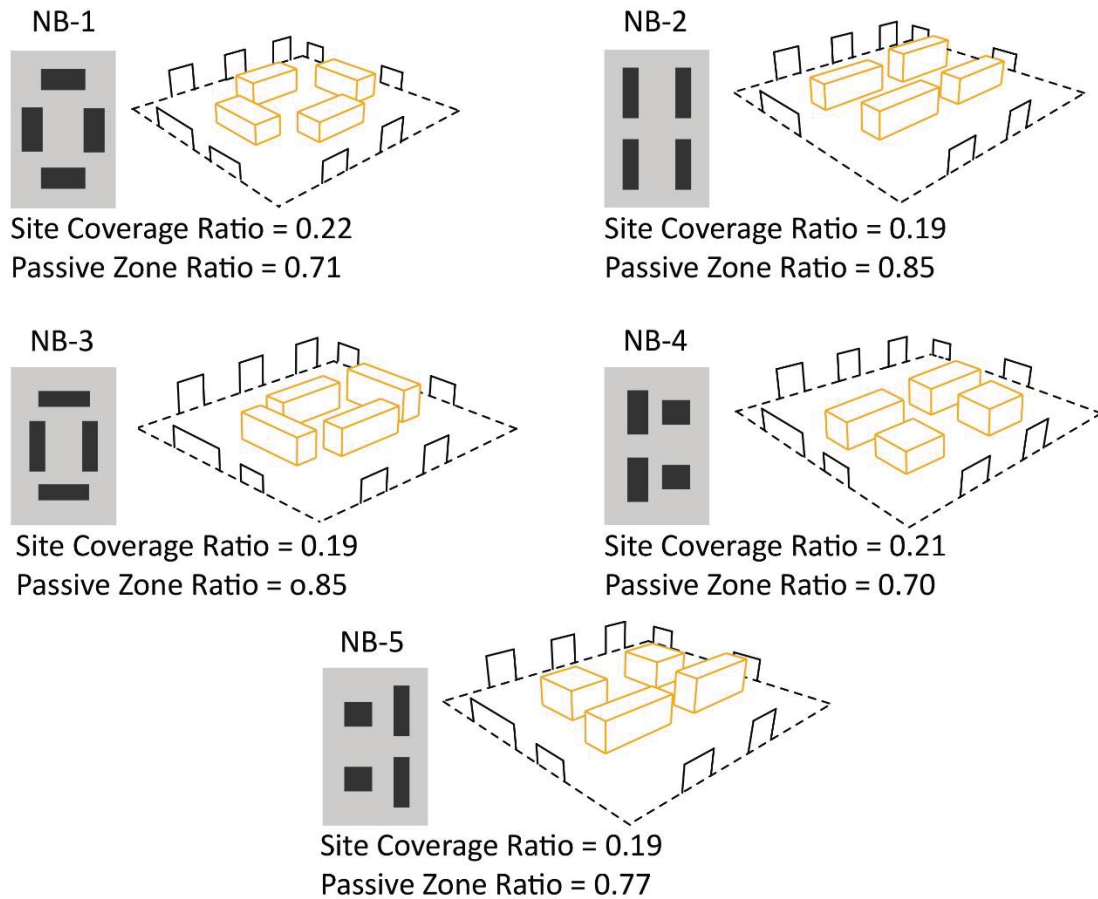 NB-1
Site Coverage Ratio = 0.22
Passive Zone Ratio = 0.71
NB-2
Site Coverage Ratio = 0.19
Passive Zone Ratio = 0.85
NB-3
Site Coverage Ratio = 0.19
Passive Zone Ratio = o.85
NB-4
Site Coverage Ratio = 0.21
Passive Zone Ratio = 0.70
NB-5
Site Coverage Ratio = 0.19
Passive Zone Ratio = 0.77